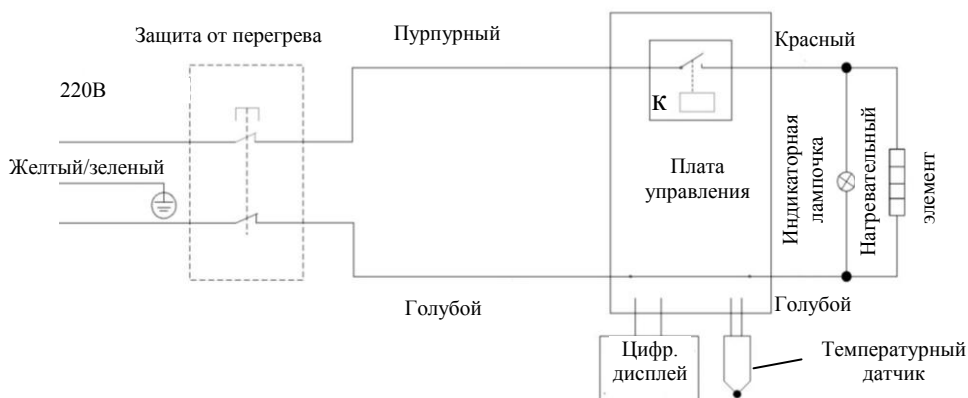 Защита от перегрева
Пурпурный
Красный
220В
К
Желтый/зеленый
Плата
управления
Индикаторная
лампочка
Нагревательный
элемент
Голубой
Голубой
Цифр.
дисплей
Температурный
датчик